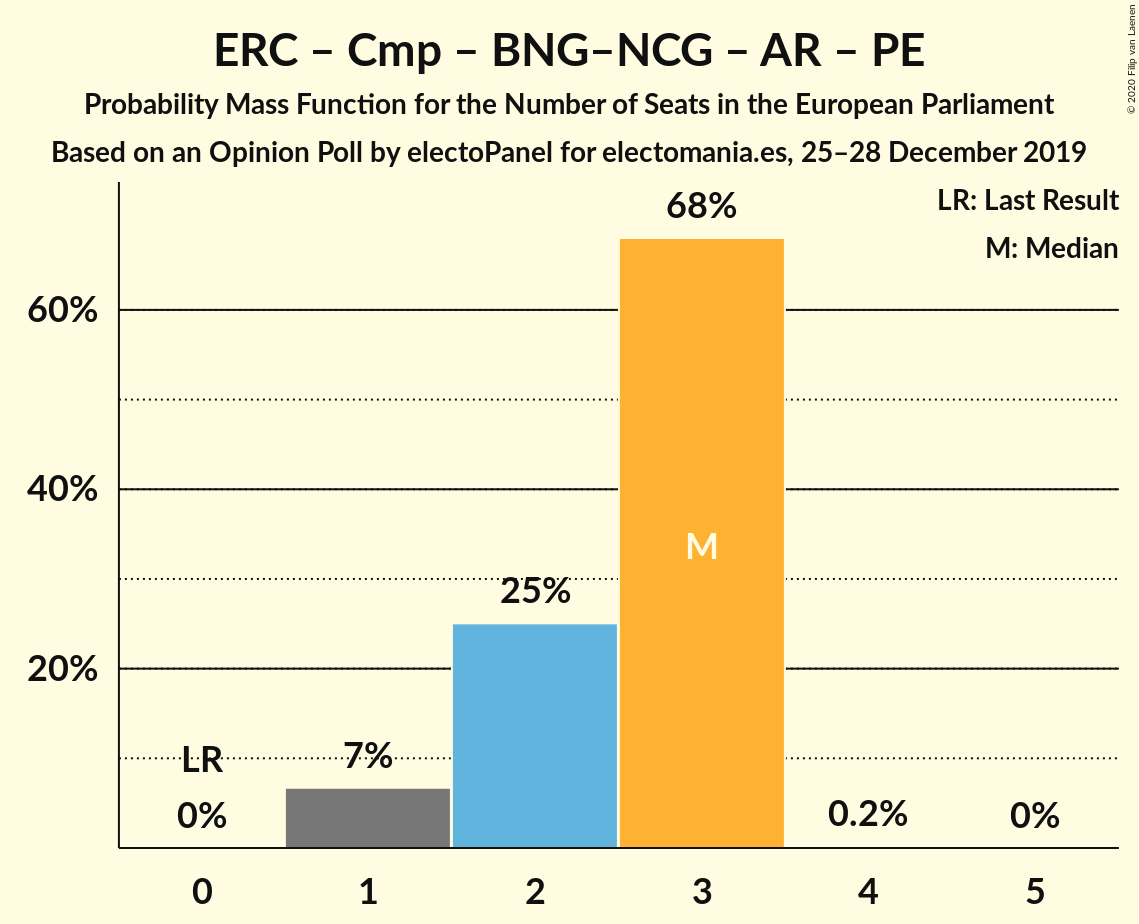 ERC – Cmp – BNG–NCG – AR – PE
Probability Mass Function for the Number of Seats in the European Parliament
Based on an Opinion Poll by electoPanel for electomania.es, 25–28 December 2019
© 2020 Filip van Laenen
LR: Last Result
M: Median
68%
60%
40%
M
25%
20%
LR
7%
0%
0.2%
0%
0 1 2 3 4 5